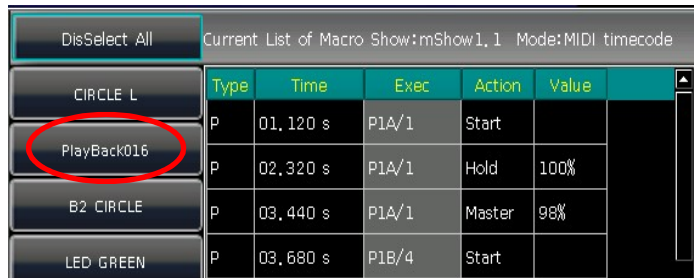 DisSelect All
Current List of Macro Show:mShow1.1 Mode:MIDI timecode
CIRCLE L
PlayBack016
B2 CIRCLE
LED GREEN
Type Time Exec Action Value
P 01.120 s P1A/1 Start
P 02.320 s P1A/1 Hold 100%
P 03.440 s P1A/1 Master 98%
P 03.680 s P1B/4 Start